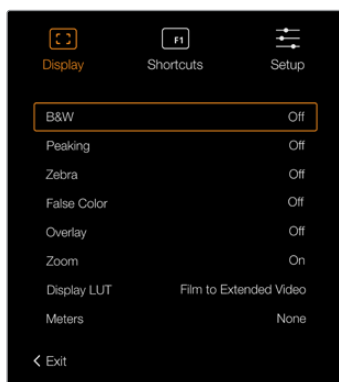 F1
Display Shortcuts Setup
B&W Off
Peaking Off
Zebra Off
False Color Off
Overlay Off
Zoom On
Display LUT Film to Extended Video
Meters None
Exit